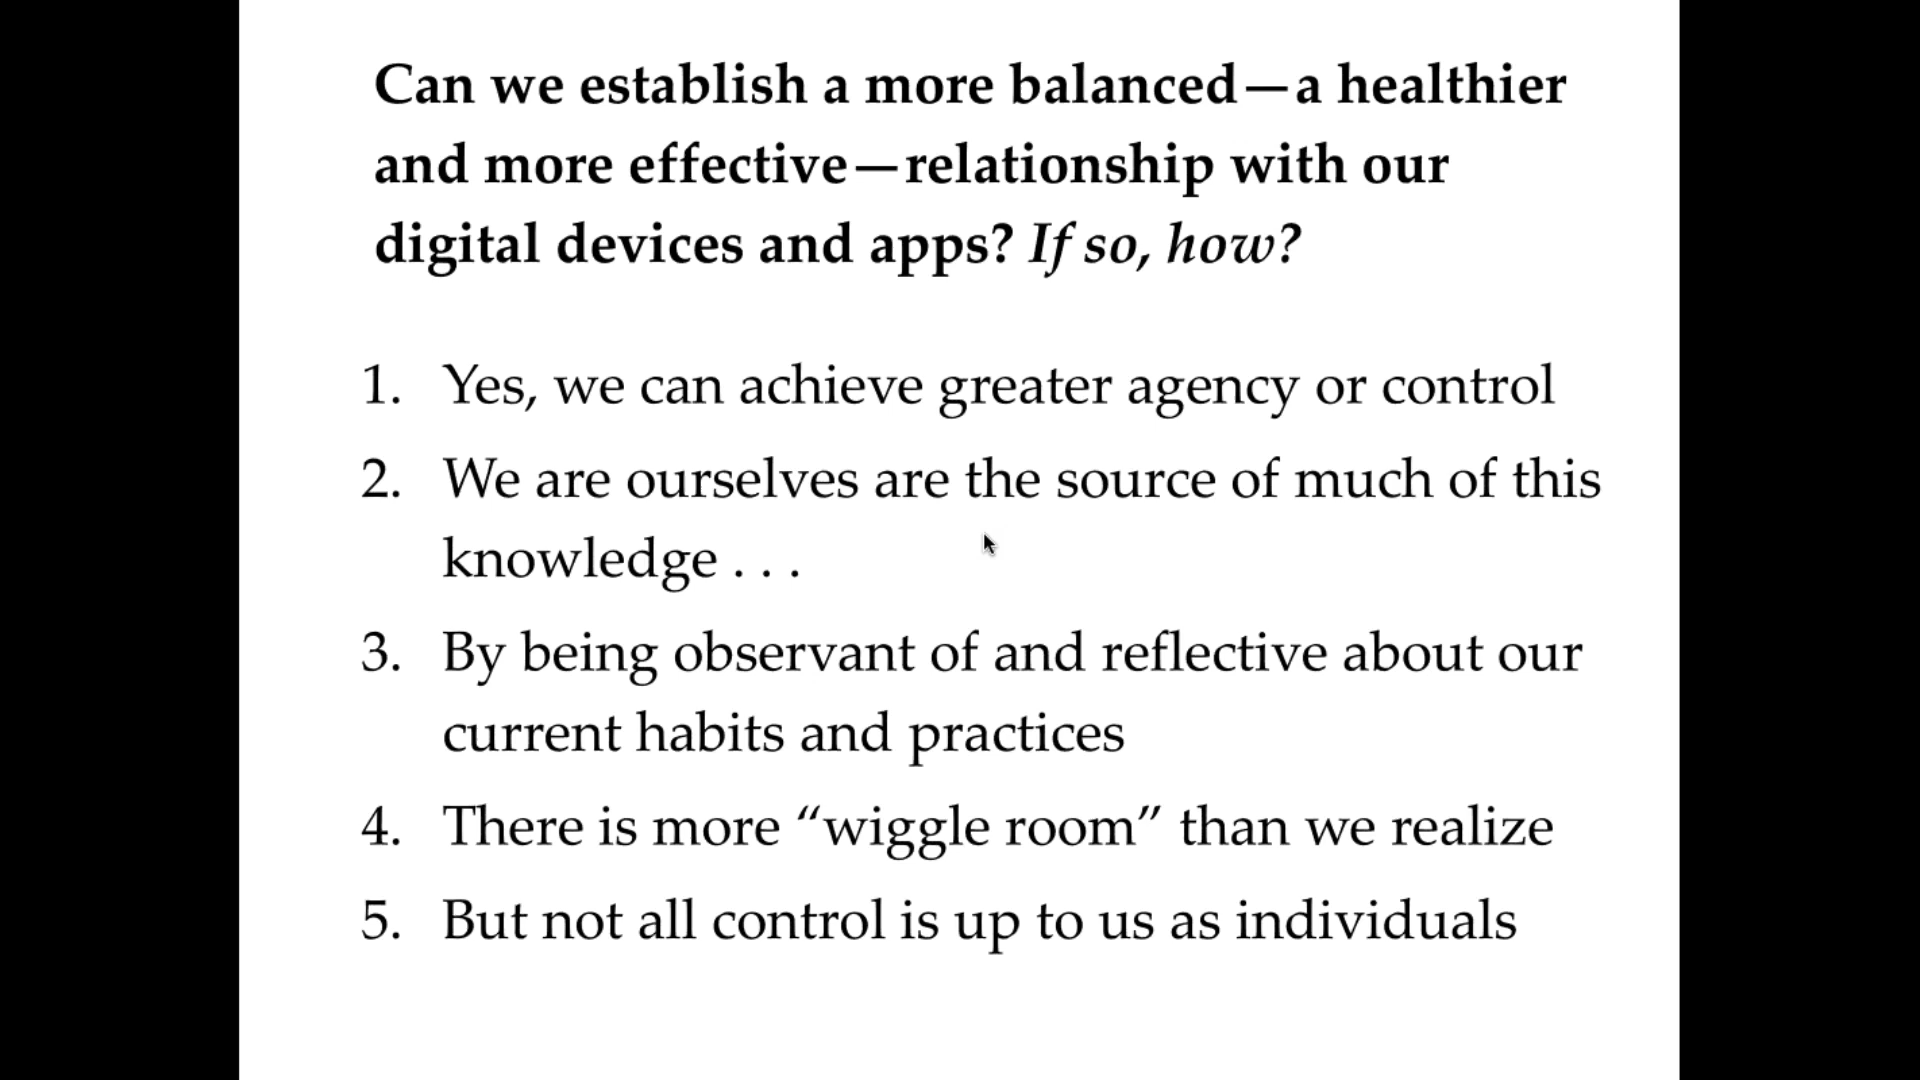 Can we establish a more balanced—a healthier
and more effective—relationship with our
digital devices and apps? If so, how?
1. Yes, we can achieve greater agency or control
2. We are ourselves are the source of much of this
knowledge . . .
3. By being observant of and reflective about our
current habits and practices
4. There is more “wiggle room” than we realize
5. But not all control is up to us as individuals